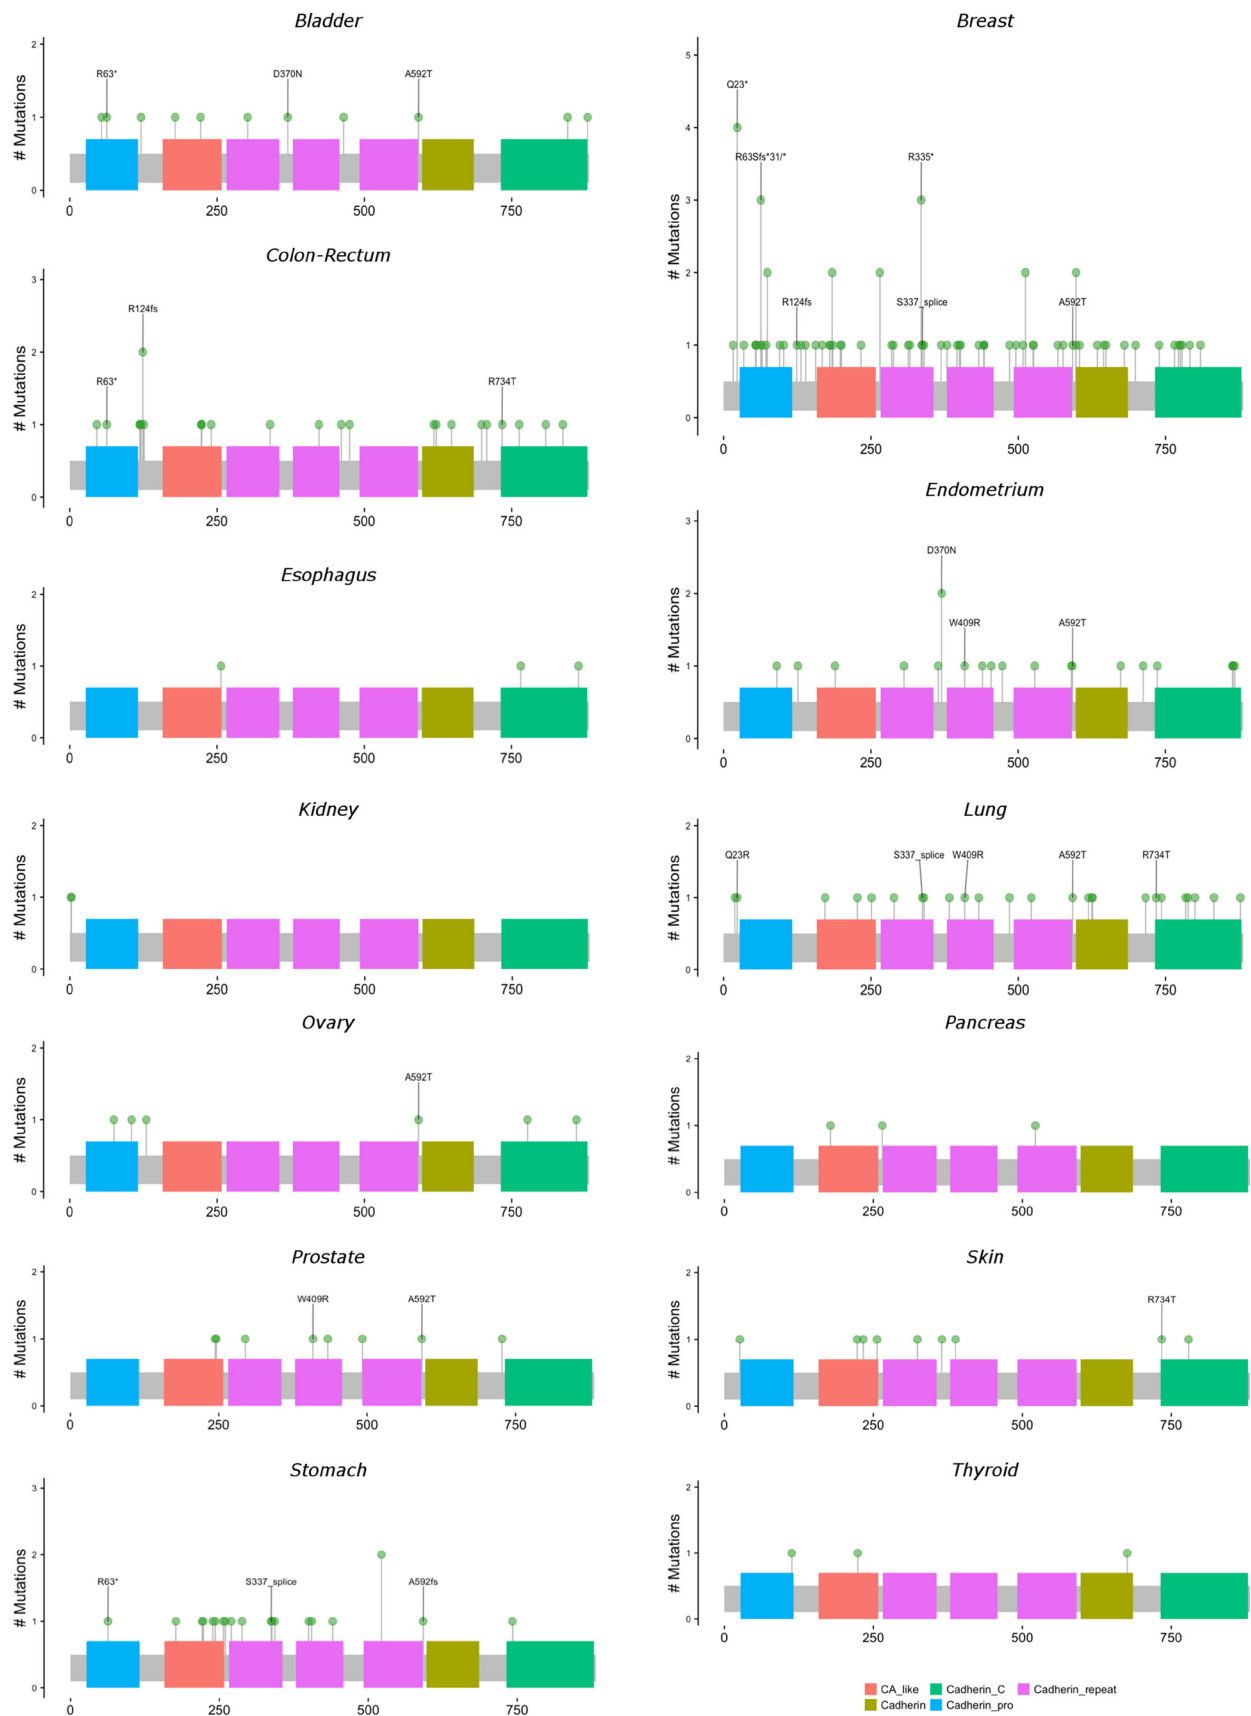 Bladder
# Mutations
2
1
0
R63*
D370N
A592T
0
250
500
750
Breast
# Mutations
5
4
3
2
1
0
Q23*
R63Sfs*31/*
R335*
R124fs
S337_splice
A592T
0
250
500
750
Colon-Rectum
# Mutations
3
2
1
0
R124fs
R63*
R734T
0
250
500
750
Endometrium
# Mutations
3
2
1
0
D370N
W409R
A592T
0
250
500
750
Esophagus
# Mutations
2
1
0
0
250
500
750
Kidney
# Mutations
2
1
0
0
250
500
750
Lung
# Mutations
2
1
0
Q23R
S337_splice
W409R
A592T
R734T
0
250
500
750
Ovary
# Mutations
2
1
0
A592T
0
250
500
750
Pancreas
# Mutations
2
1
0
0
250
500
750
Prostate
# Mutations
2
1
0
W409R
A592T
0
250
500
750
Skin
# Mutations
2
1
0
R734T
0
250
500
750
Stomach
# Mutations
3
2
1
0
R63*
S337_splice
A592fs
0
250
500
750
Thyroid
# Mutations
2
1
0
0
250
500
750
CA_like
Cadherin_C
Cadherin_repeat
Cadherin
Cadherin_pro